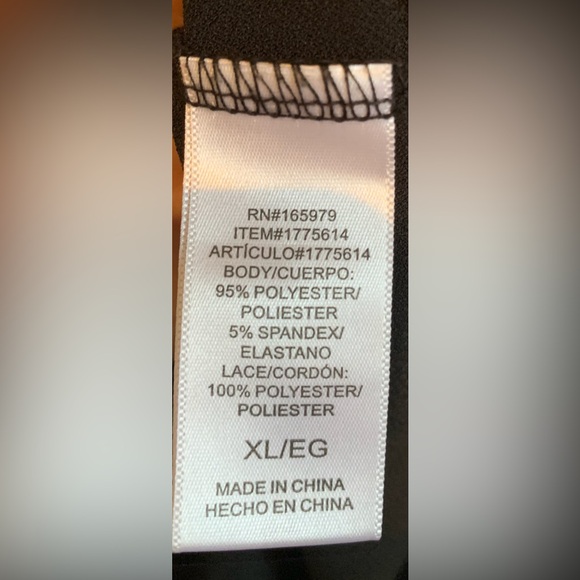 RN#165979
ITEM#1775614
ARTÍCULO#1775614
BODY/CUERPO:
95% POLYESTER/
POLIESTER
5% SPANDEX/
ELASTANO
LACE/CORDÓN:
100% POLYESTER/
POLIESTER
XL/EG
MADE IN CHINA
HECHO EN CHINA